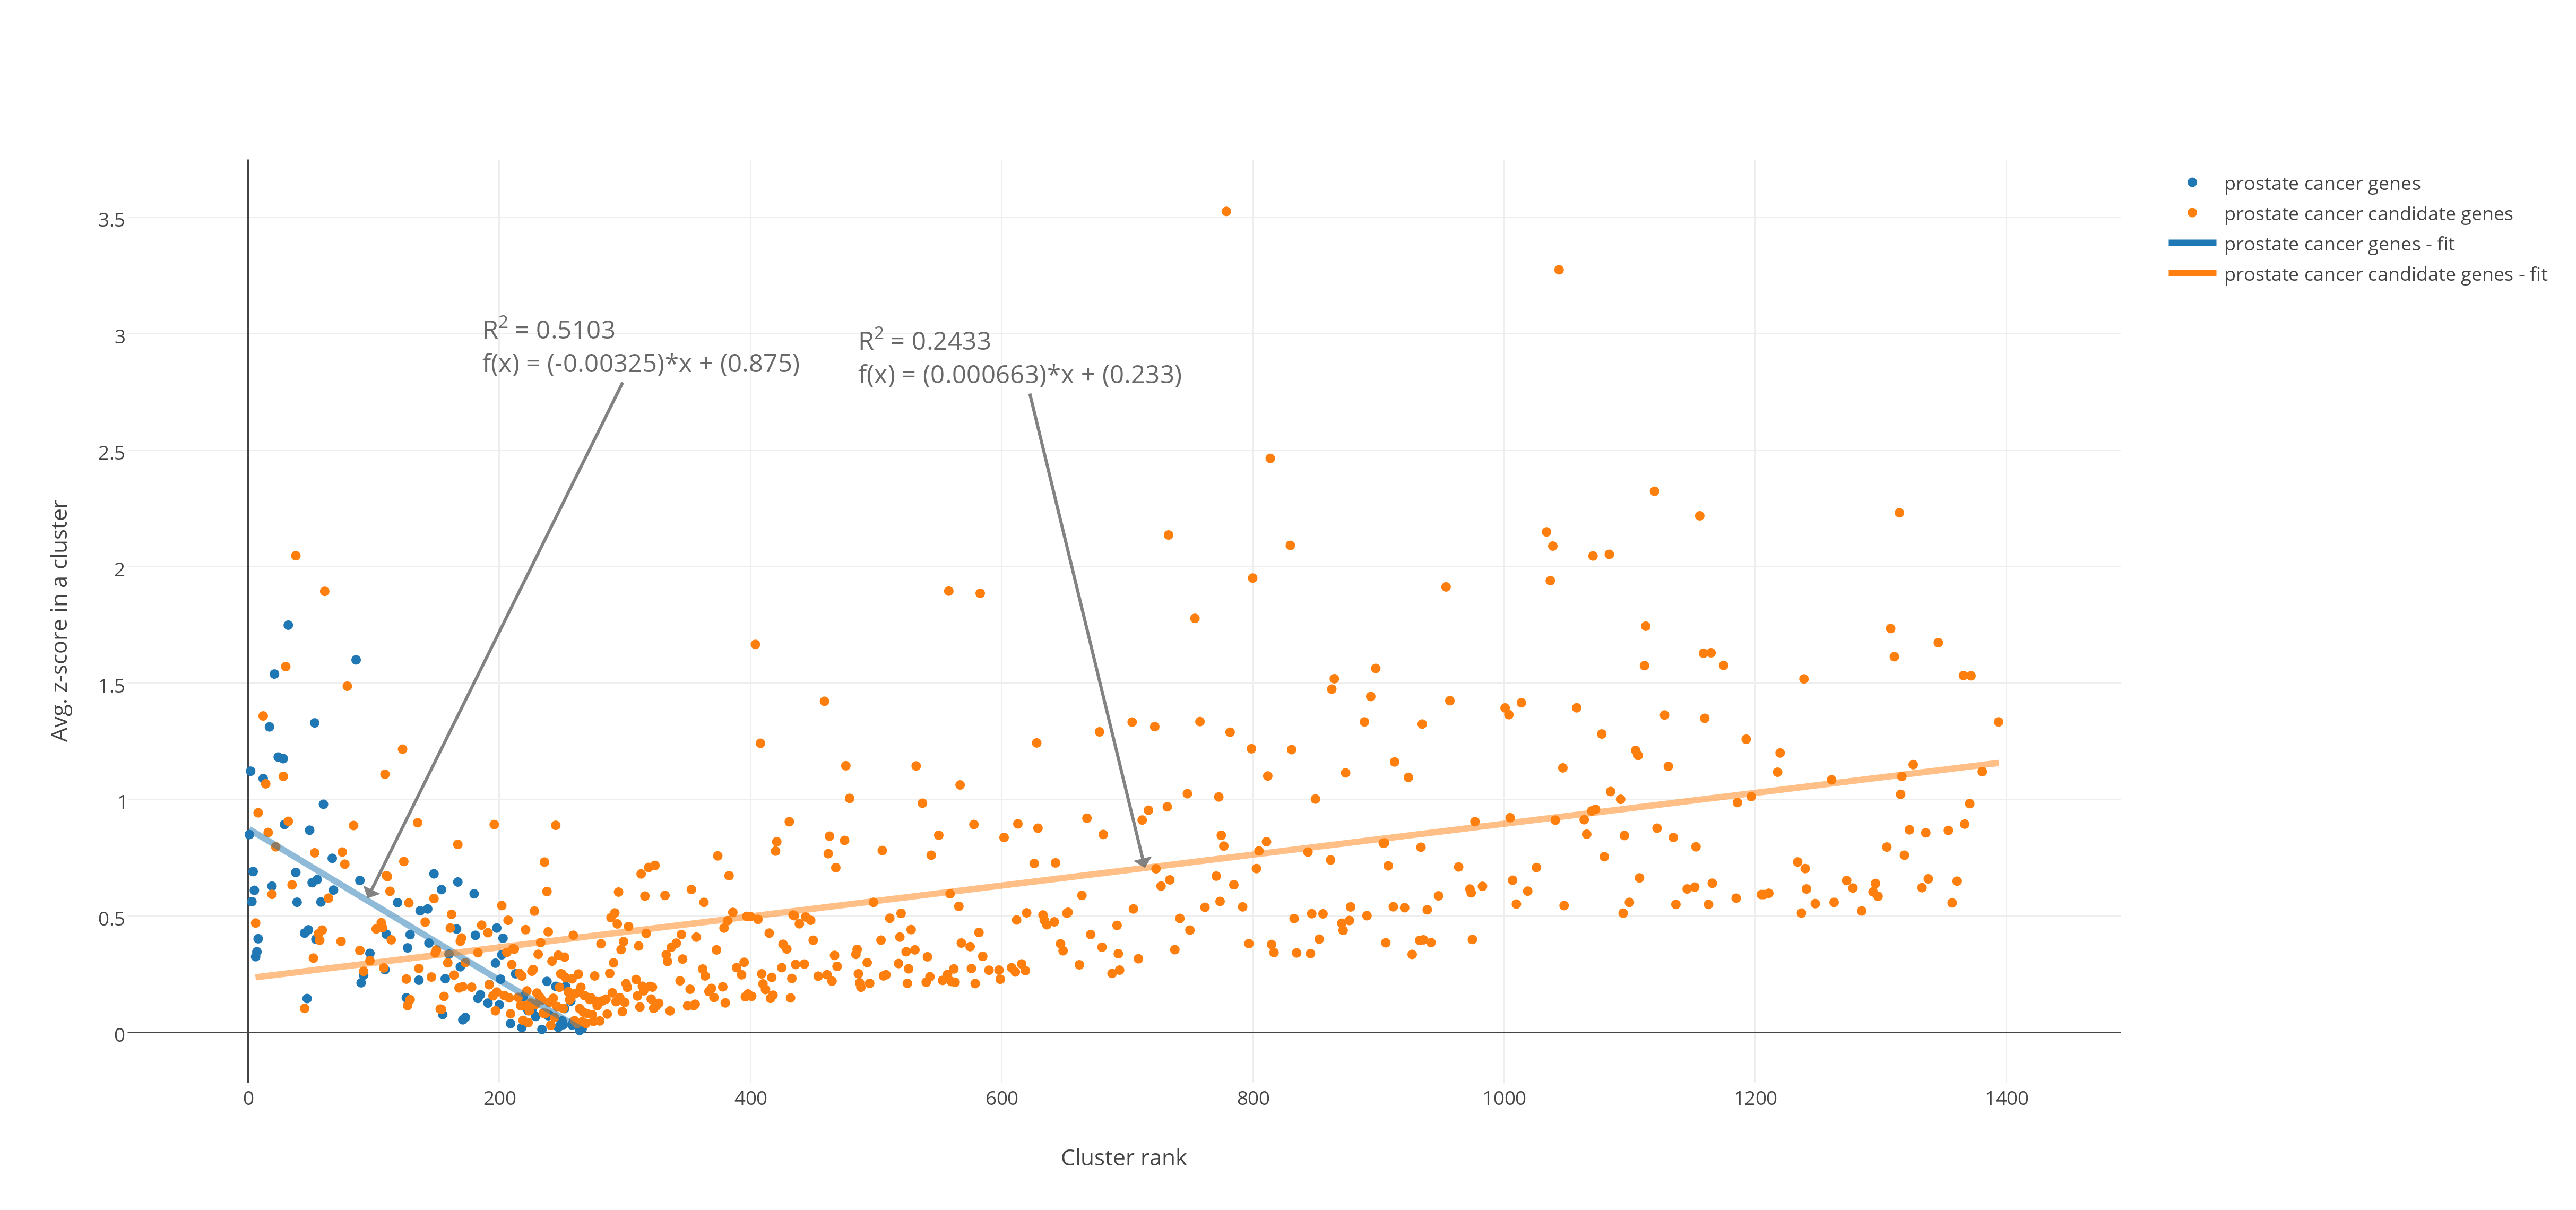 prostate cancer genes
prostate cancer candidate genes
prostate cancer genes - fit
prostate cancer candidate genes - fit
R² = 0.5103
f(x) = (-0.00325)*x + (0.875)
R² = 0.2433
f(x) = (0.000663)*x + (0.233)
Avg. z-score in a cluster
3.5
3
2.5
2
1.5
1
0.5
0
0 200 400 600 800 1000 1200 1400
Cluster rank